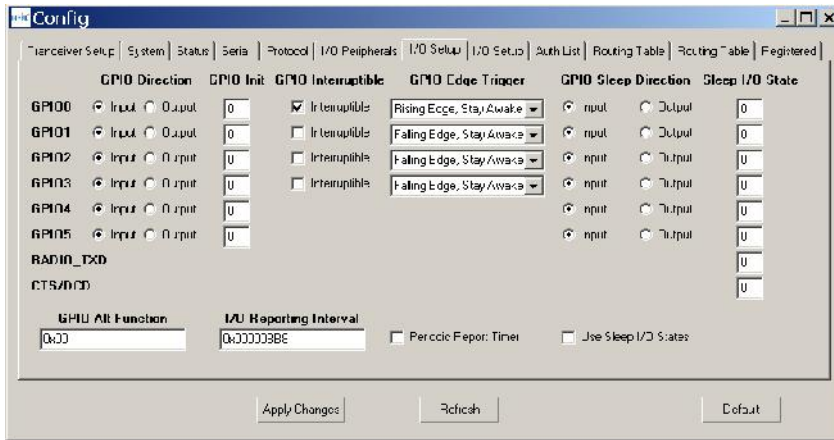 Config
Tranceiver Setup | System | Status | Serial | Protocol | I/O Peripherals | I/O Setup | I/O Setup | Auth List | Routing Table | Routing Table | Registered
GPIO Direction GPIO Init GPIO Interruptible GPIO Edge Trigger GPIO Sleep Direction Sleep I/O State
GPIO0 Input Output 0 Interruptible Rising Edge, Stay Awake Input Output 0
GPIO1 Input Output 0 Interruptible Falling Edge, Stay Awake Input Output 0
GPIO2 Input Output 0 Interruptible Falling Edge, Stay Awake Input Output 0
GPIO3 Input Output 0 Interruptible Falling Edge, Stay Awake Input Output 0
GPIO4 Input Output 0 Input Output 0
GPIO5 Input Output 0 Input Output 0
RADIO_TXD 0
CTS/DCD 0
GPIO Alt Function I/O Reporting Interval
0x00 Periodic Report Timer Use Sleep I/O States
Apply Changes Refresh Default